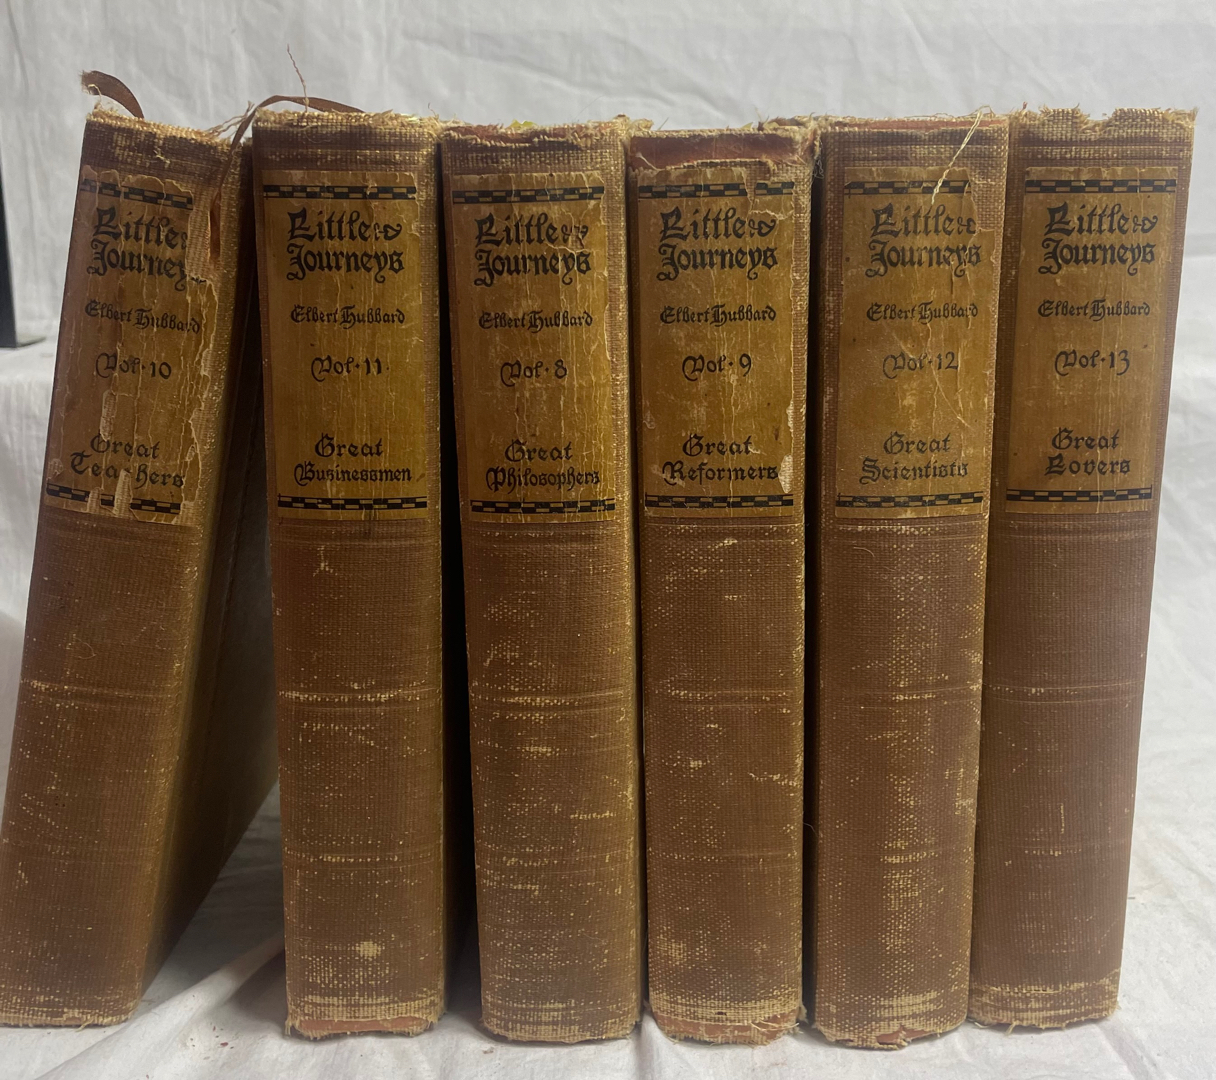 Little
Journeys
Elbert Hubbard
Vol·10
Great
Teachers
Little
Journeys
Elbert Hubbard
Vol·11
Great
Businessmen
Little
Journeys
Elbert Hubbard
Vol·8
Great
Philosophers
Little
Journeys
Elbert Hubbard
Vol·9
Great
Reformers
Little
Journeys
Elbert Hubbard
Vol·12
Great
Scientists
Little
Journeys
Elbert Hubbard
Vol·13
Great
Lovers